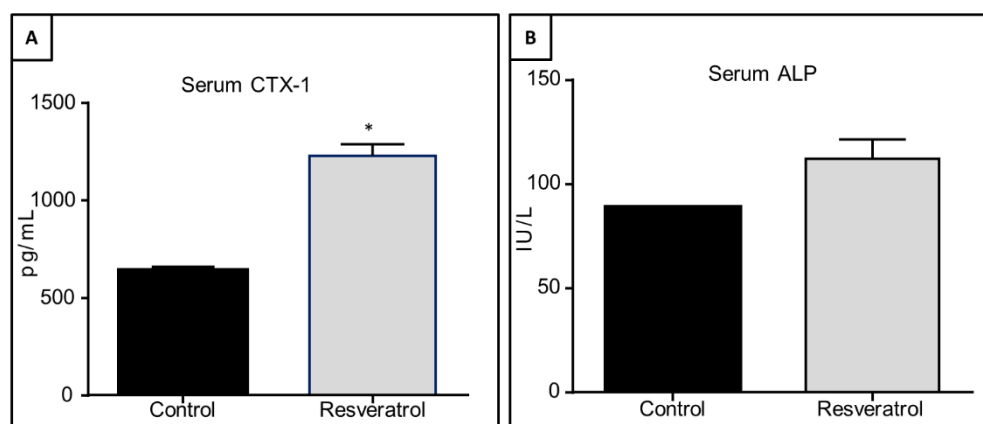 A
Serum CTX-1
pg/mL
1500
1000
500
0
*
Control
Resveratrol
B
Serum ALP
IU/L
150
100
50
0
Control
Resveratrol